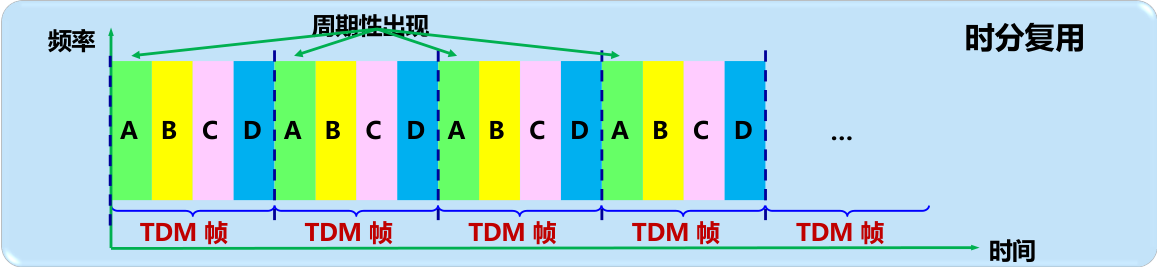 周期性出现
时分复用
频率
A B C D A B C D A B C D A B C D ...
TDM 帧 TDM 帧 TDM 帧 TDM 帧 TDM 帧
时间